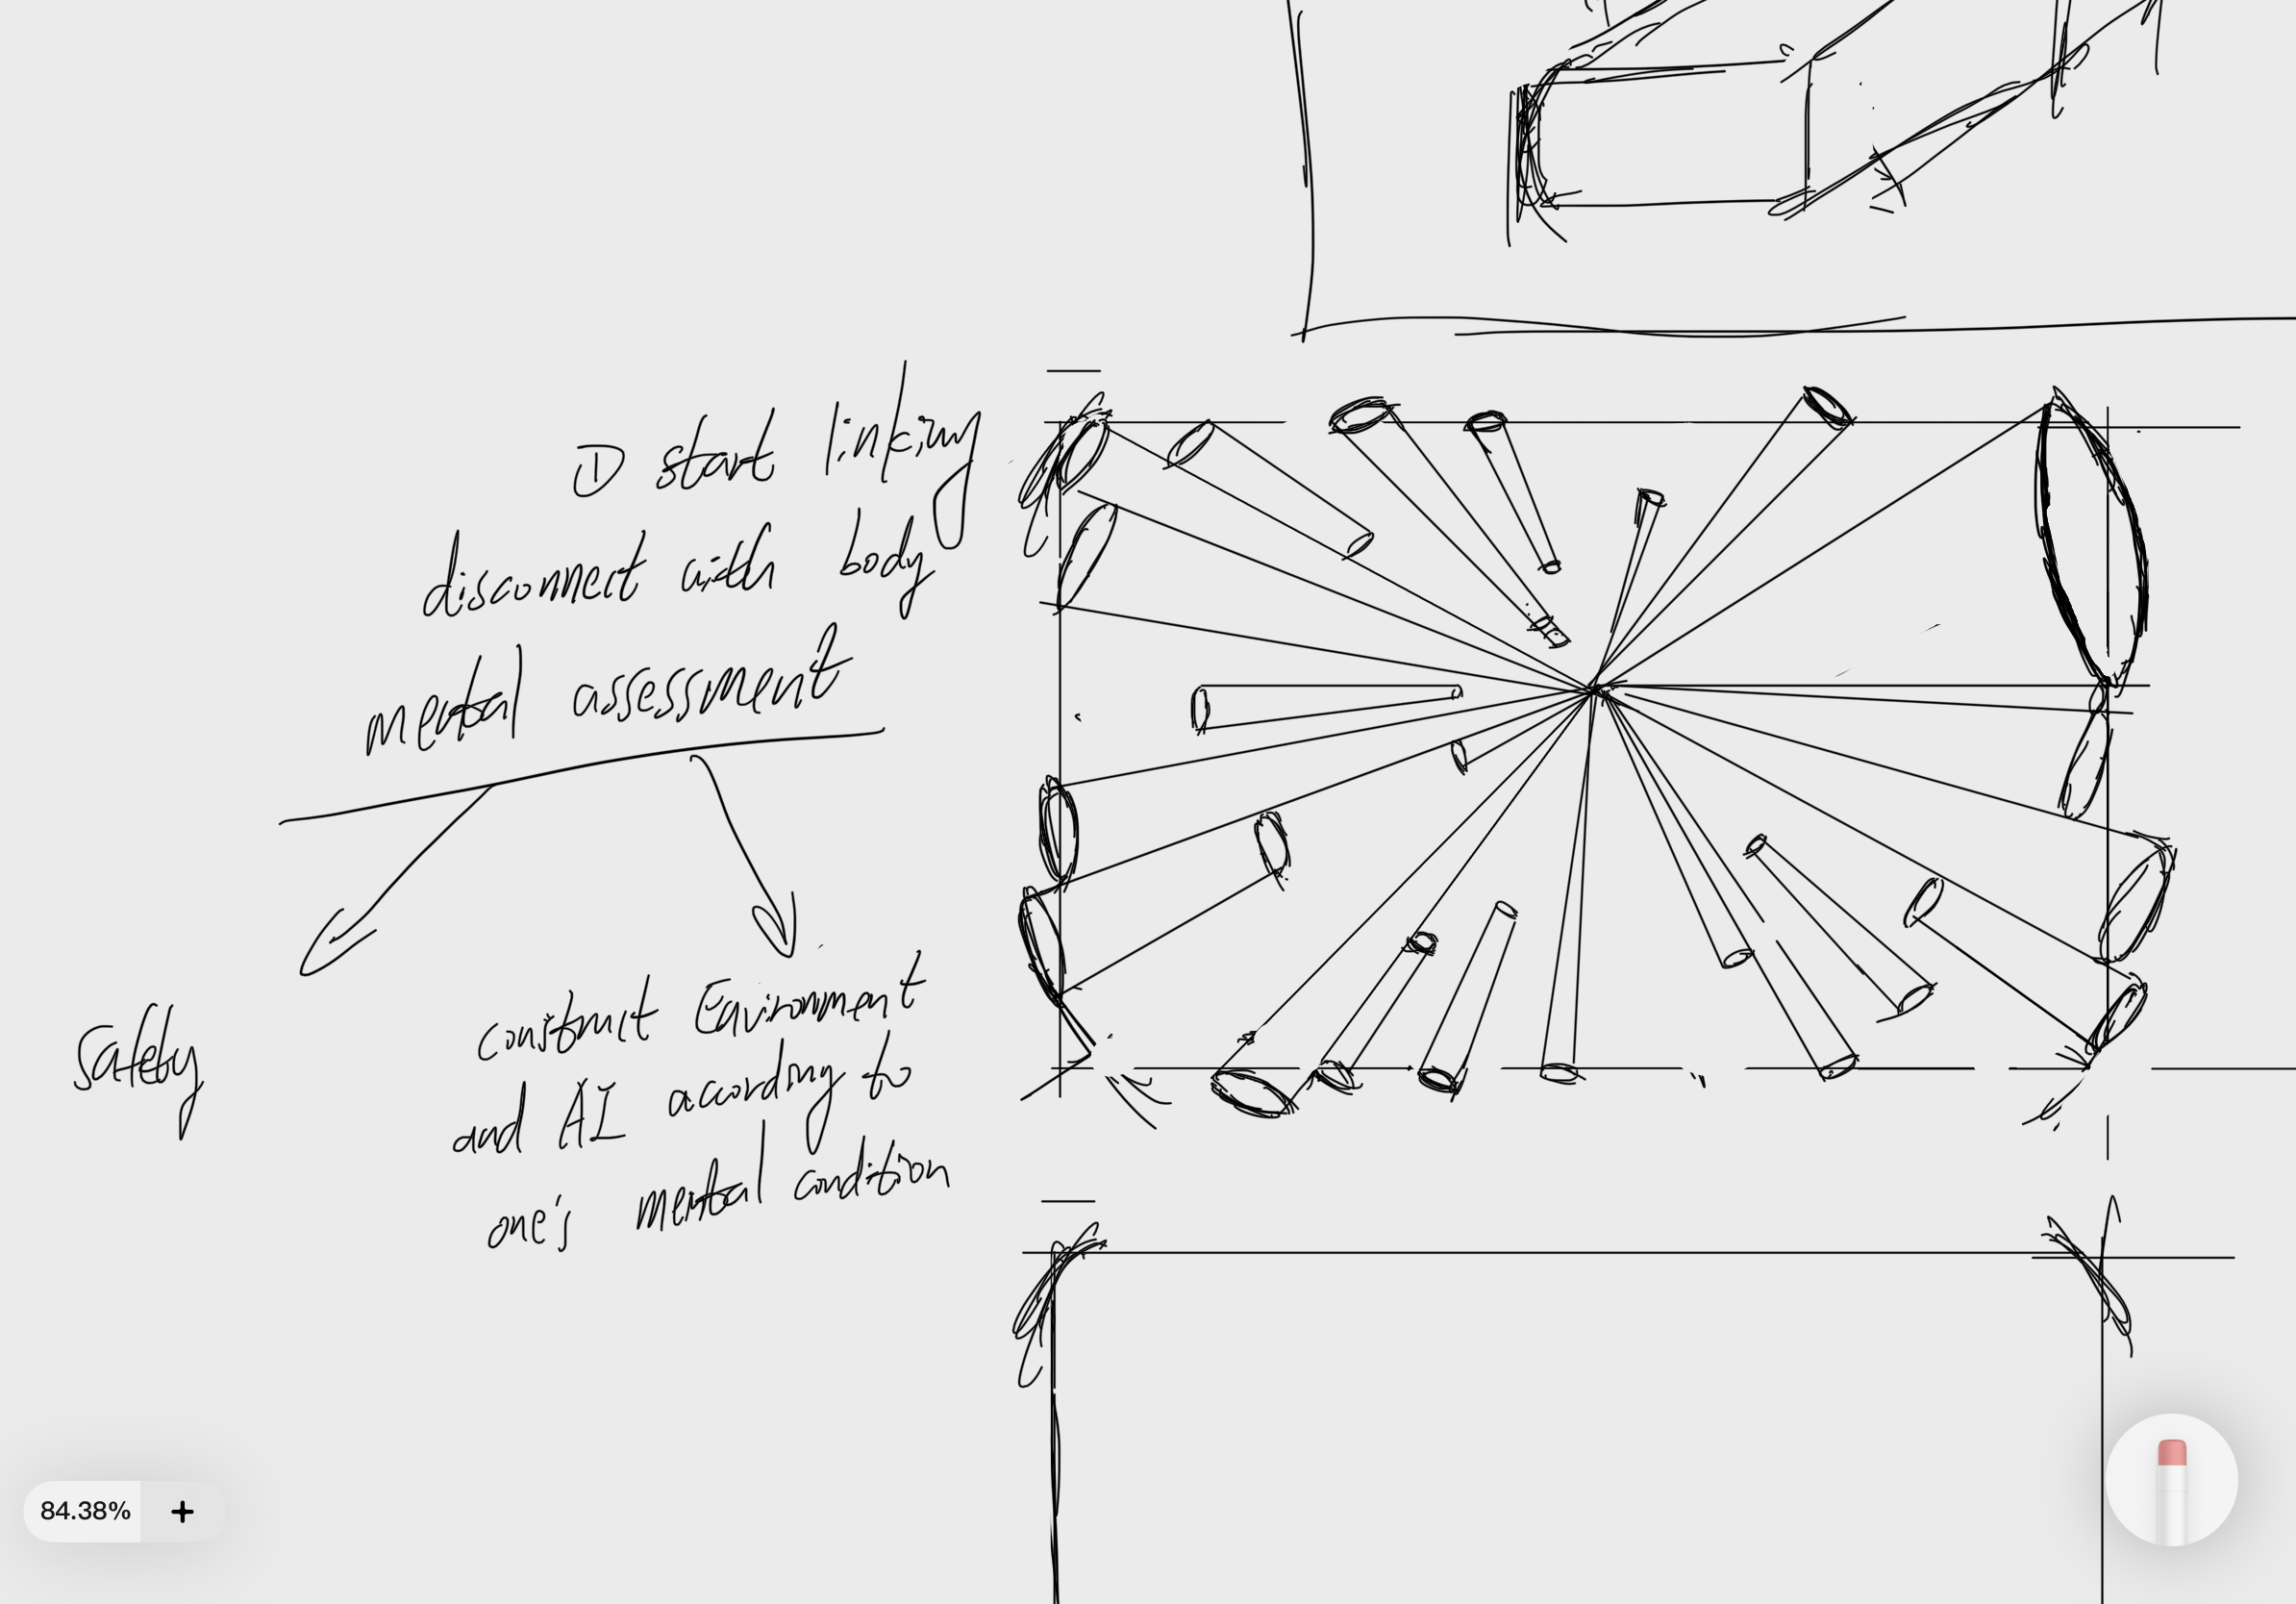 ① start linking
disconnect with body
mental assessment
Safety
construct Environment
and AI acording to
one's mental condition
84.38% +